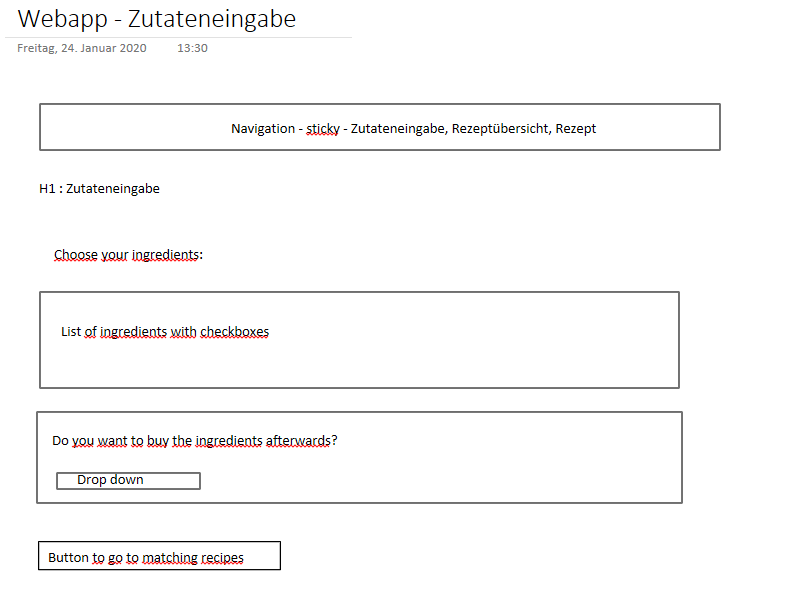 Webapp - Zutateneingabe
Freitag, 24. Januar 2020 13:30
Navigation - sticky - Zutateneingabe, Rezeptübersicht, Rezept
H1 : Zutateneingabe
Choose your ingredients:
List of ingredients with checkboxes
Do you want to buy the ingredients afterwards?
Drop down
Button to go to matching recipes